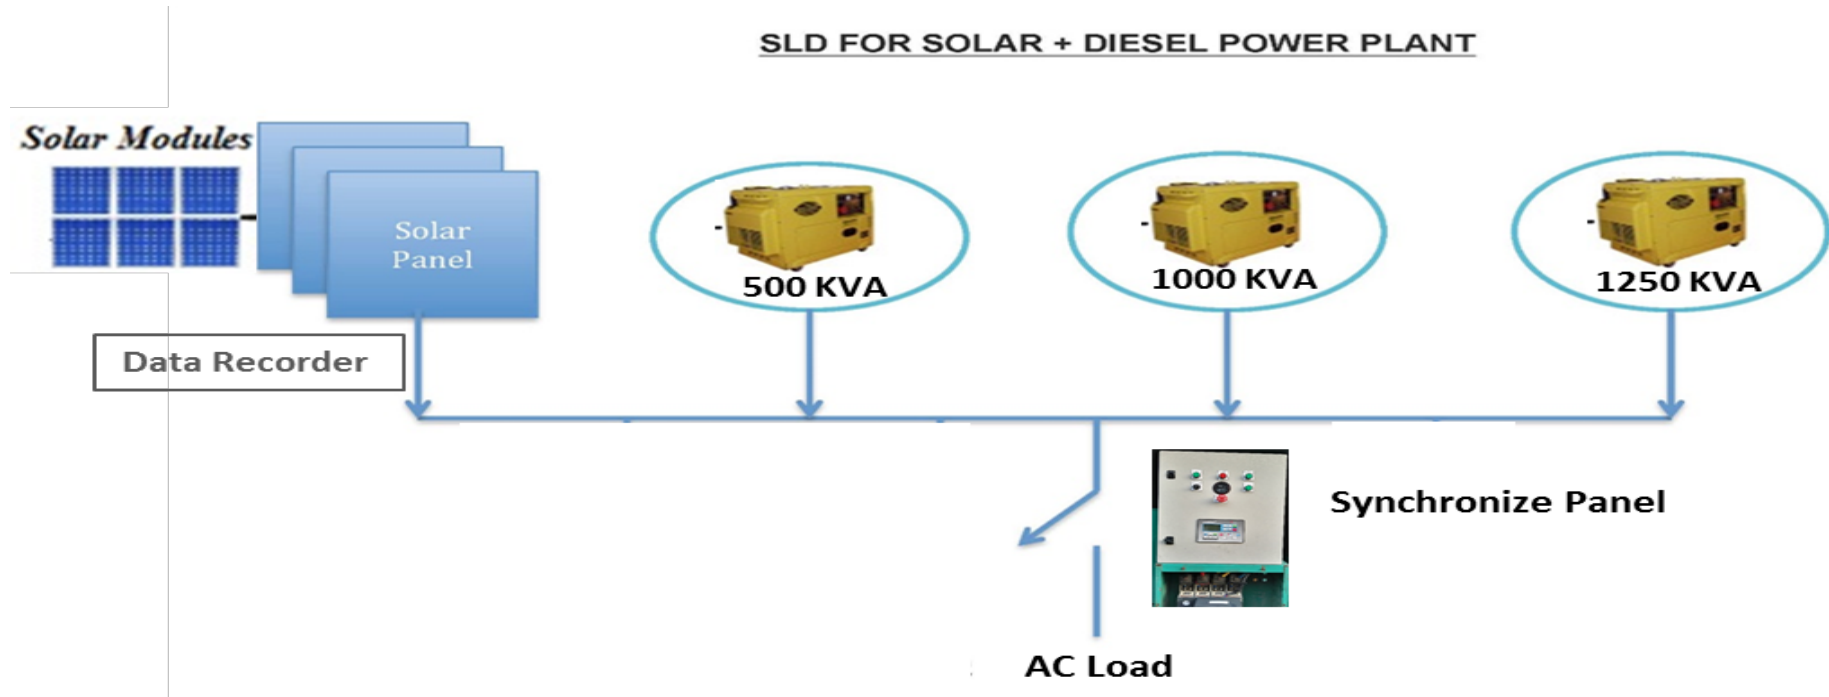 SLD FOR SOLAR + DIESEL POWER PLANT
Solar Modules
Solar
Panel
500 KVA
1000 KVA
1250 KVA
Data Recorder
Synchronize Panel
AC Load